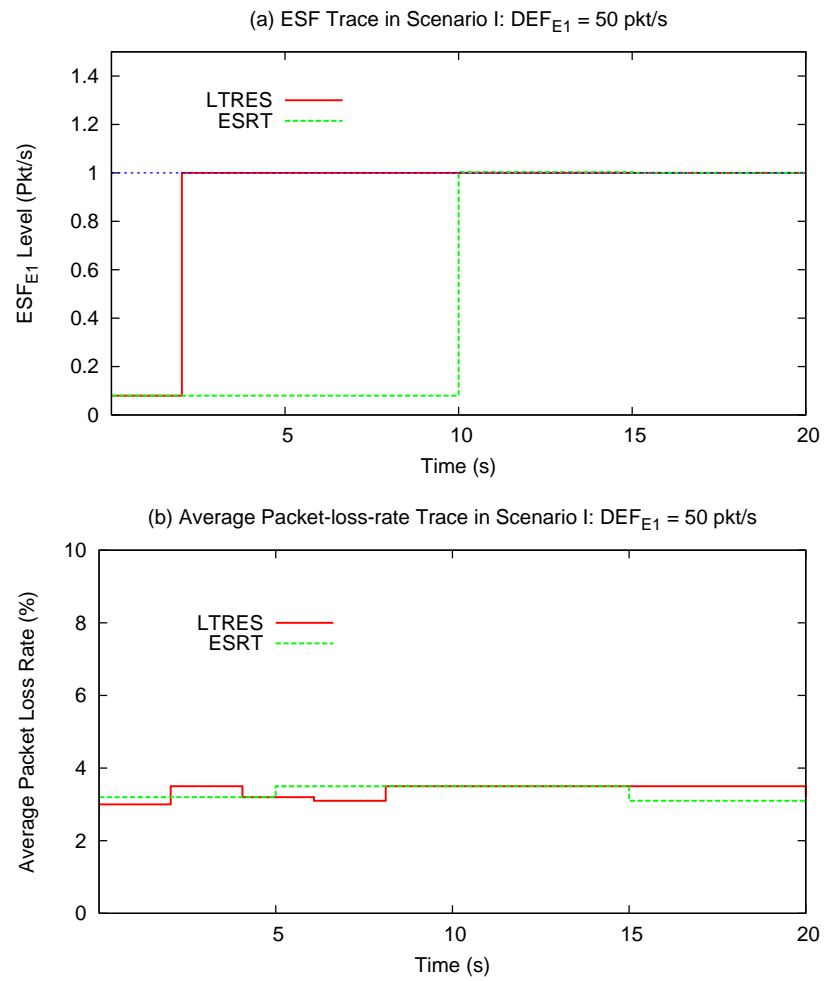 (a) ESF Trace in Scenario I: DEF_E1 = 50 pkt/s
1.4
1.2
1
0.8
0.6
0.4
0.2
0
ESF_E1 Level (Pkt/s)
LTRES
ESRT
5 10 15 20
Time (s)
(b) Average Packet-loss-rate Trace in Scenario I: DEF_E1 = 50 pkt/s
10
8
6
4
2
0
Average Packet Loss Rate (%)
LTRES
ESRT
5 10 15 20
Time (s)